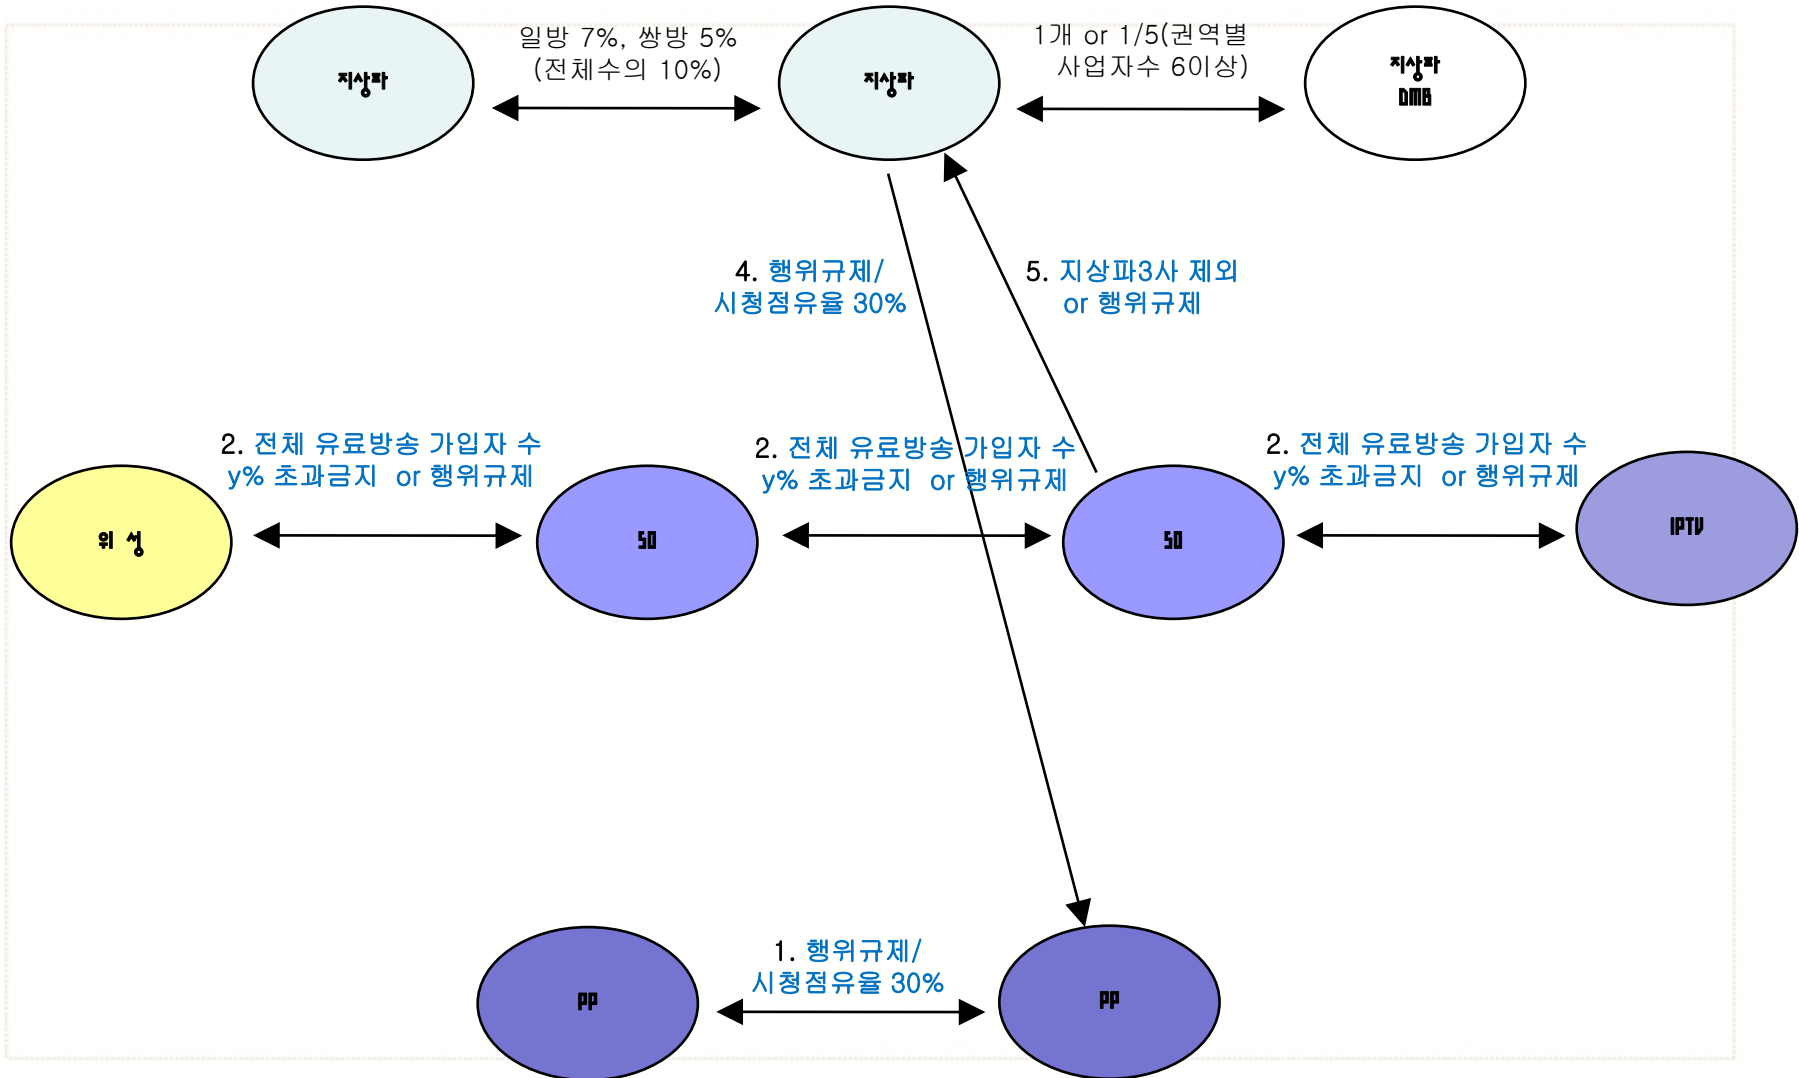 일방 7%, 쌍방 5%
(전체수의 10%)
1개 or 1/5(권역별
사업자수 6이상)
지상파
지상파
지상파
DMB
4. 행위규제/
시청점유율 30%
5. 지상파3사 제외
or 행위규제
2. 전체 유료방송 가입자 수
y% 초과금지 or 행위규제
2. 전체 유료방송 가입자 수
y% 초과금지 or 행위규제
2. 전체 유료방송 가입자 수
y% 초과금지 or 행위규제
위 성
SO
SO
IPTV
1. 행위규제/
시청점유율 30%
PP
PP